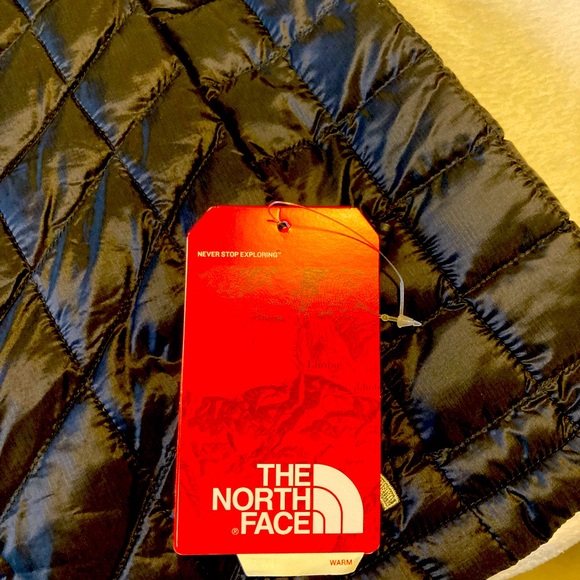 NEVER STOP EXPLORING™
THE
NORTH
FACE
®
WARM